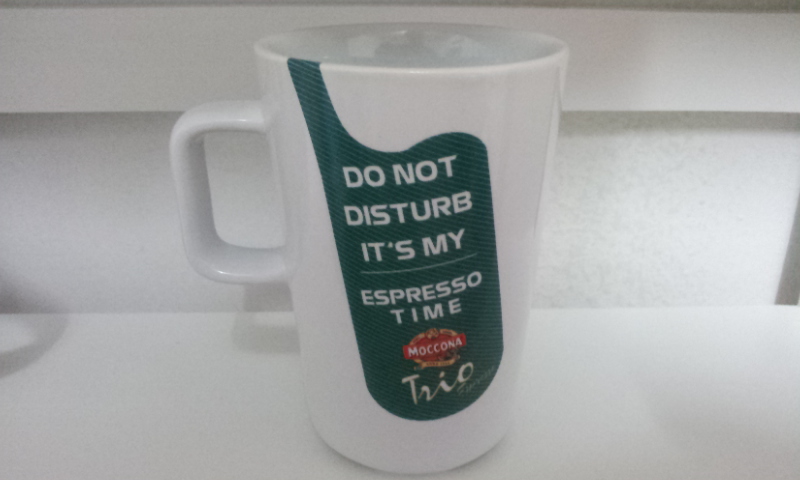 DO NOT
DISTURB
IT'S MY
ESPRESSO
TIME
MOCCONA
Trio